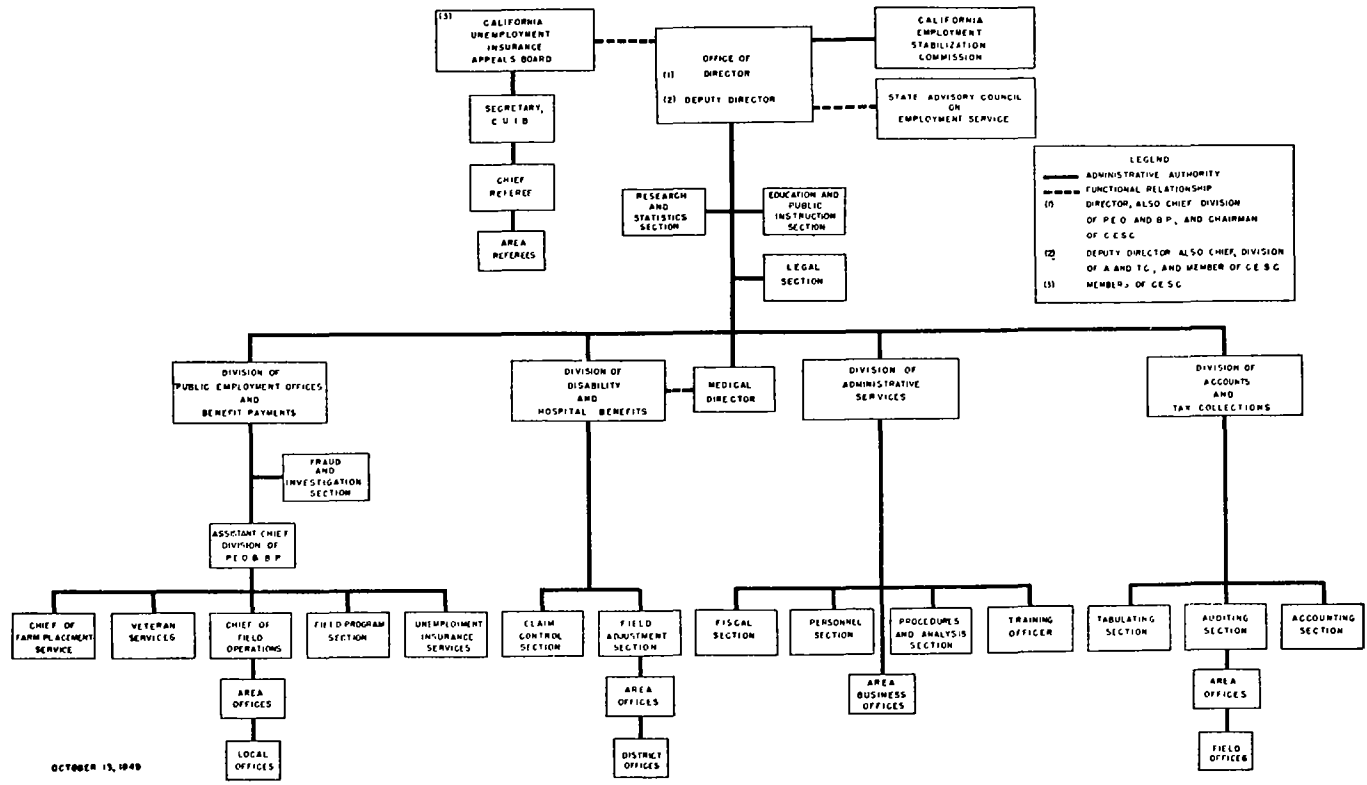 (3) CALIFORNIA
UNEMPLOYMENT
INSURANCE
APPEALS BOARD
OFFICE OF
(1) DIRECTOR
(2) DEPUTY DIRECTOR
CALIFORNIA
EMPLOYMENT
STABILIZATION
COMMISSION
STATE ADVISORY COUNCIL
ON
EMPLOYMENT SERVICE
SECRETARY,
C U I B
CHIEF
REFEREE
AREA
REFEREES
LEGEND
ADMINISTRATIVE AUTHORITY
FUNCTIONAL RELATIONSHIP
(1) DIRECTOR, ALSO CHIEF DIVISION
OF P E O AND B P, AND CHAIRMAN
OF C E S C
(2) DEPUTY DIRECTOR ALSO CHIEF, DIVISION
OF A AND T C, AND MEMBER OF C E S C
(3) MEMBERS OF C E S C
RESEARCH
AND
STATISTICS
SECTION
EDUCATION AND
PUBLIC
INSTRUCTION
SECTION
LEGAL
SECTION
DIVISION OF
PUBLIC EMPLOYMENT OFFICES
AND
BENEFIT PAYMENTS
DIVISION OF
DISABILITY
AND
HOSPITAL BENEFITS
MEDICAL
DIRECTOR
DIVISION OF
ADMINISTRATIVE
SERVICES
DIVISION OF
ACCOUNTS
AND
TAX COLLECTIONS
FRAUD
AND
INVESTIGATION
SECTION
ASSISTANT CHIEF
DIVISION OF
P E O & B P
CHIEF OF
FARM PLACEMENT
SERVICE
VETERAN
SERVICES
CHIEF OF
FIELD
OPERATIONS
FIELD PROGRAM
SECTION
UNEMPLOYMENT
INSURANCE
SERVICES
CLAIM
CONTROL
SECTION
FIELD
ADJUSTMENT
SECTION
FISCAL
SECTION
PERSONNEL
SECTION
PROCEDURES
AND ANALYSIS
SECTION
TRAINING
OFFICER
TABULATING
SECTION
AUDITING
SECTION
ACCOUNTING
SECTION
AREA
OFFICES
AREA
OFFICES
AREA
BUSINESS
OFFICES
AREA
OFFICES
LOCAL
OFFICES
DISTRICT
OFFICES
FIELD
OFFICES
OCTOBER 13, 1949